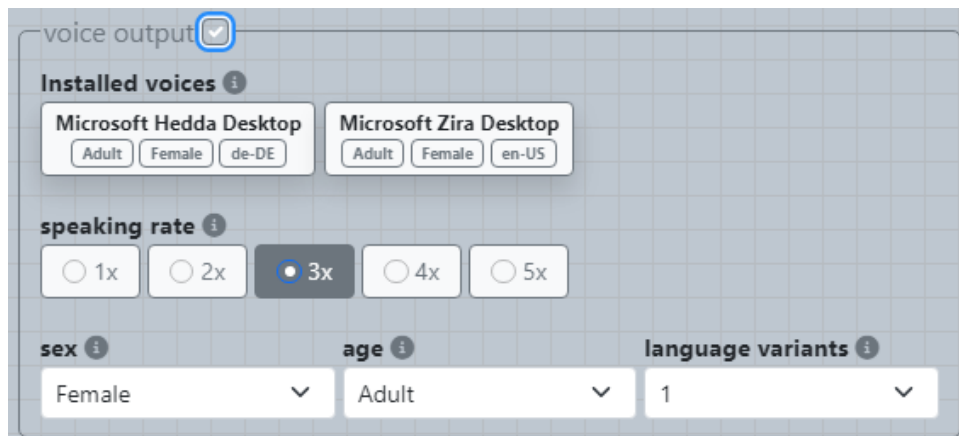 voice output
Installed voices
Microsoft Hedda Desktop
Adult Female de-DE
Microsoft Zira Desktop
Adult Female en-US
speaking rate
1x 2x 3x 4x 5x
sex age language variants
Female Adult 1